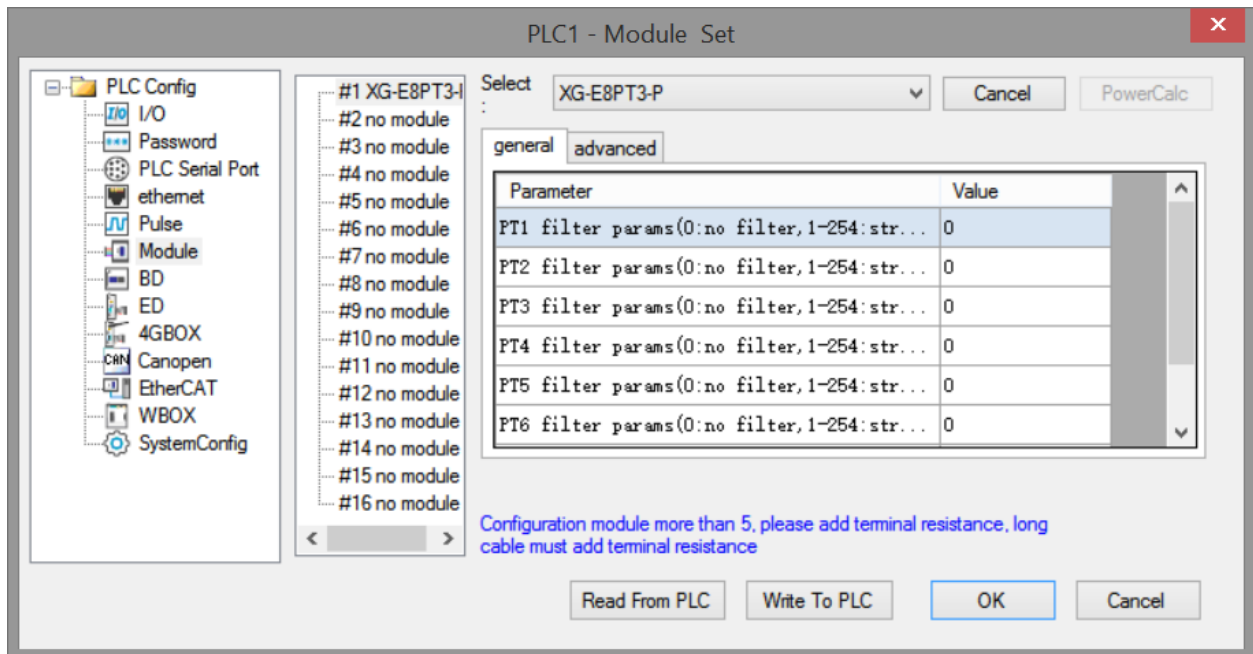 PLC1 - Module Set
PLC Config
I/O
Password
PLC Serial Port
ethernet
Pulse
Module
BD
ED
4GBOX
CAN Canopen
EtherCAT
WBOX
SystemConfig
#1 XG-E8PT3-
#2 no module
#3 no module
#4 no module
#5 no module
#6 no module
#7 no module
#8 no module
#9 no module
#10 no module
#11 no module
#12 no module
#13 no module
#14 no module
#15 no module
#16 no module
Select
:
XG-E8PT3-P
Cancel
PowerCalc
general advanced
Parameter Value
PT1 filter params(0:no filter,1-254:str... 0
PT2 filter params(0:no filter,1-254:str... 0
PT3 filter params(0:no filter,1-254:str... 0
PT4 filter params(0:no filter,1-254:str... 0
PT5 filter params(0:no filter,1-254:str... 0
PT6 filter params(0:no filter,1-254:str... 0
Configuration module more than 5, please add terminal resistance, long
cable must add terminal resistance
Read From PLC Write To PLC OK Cancel